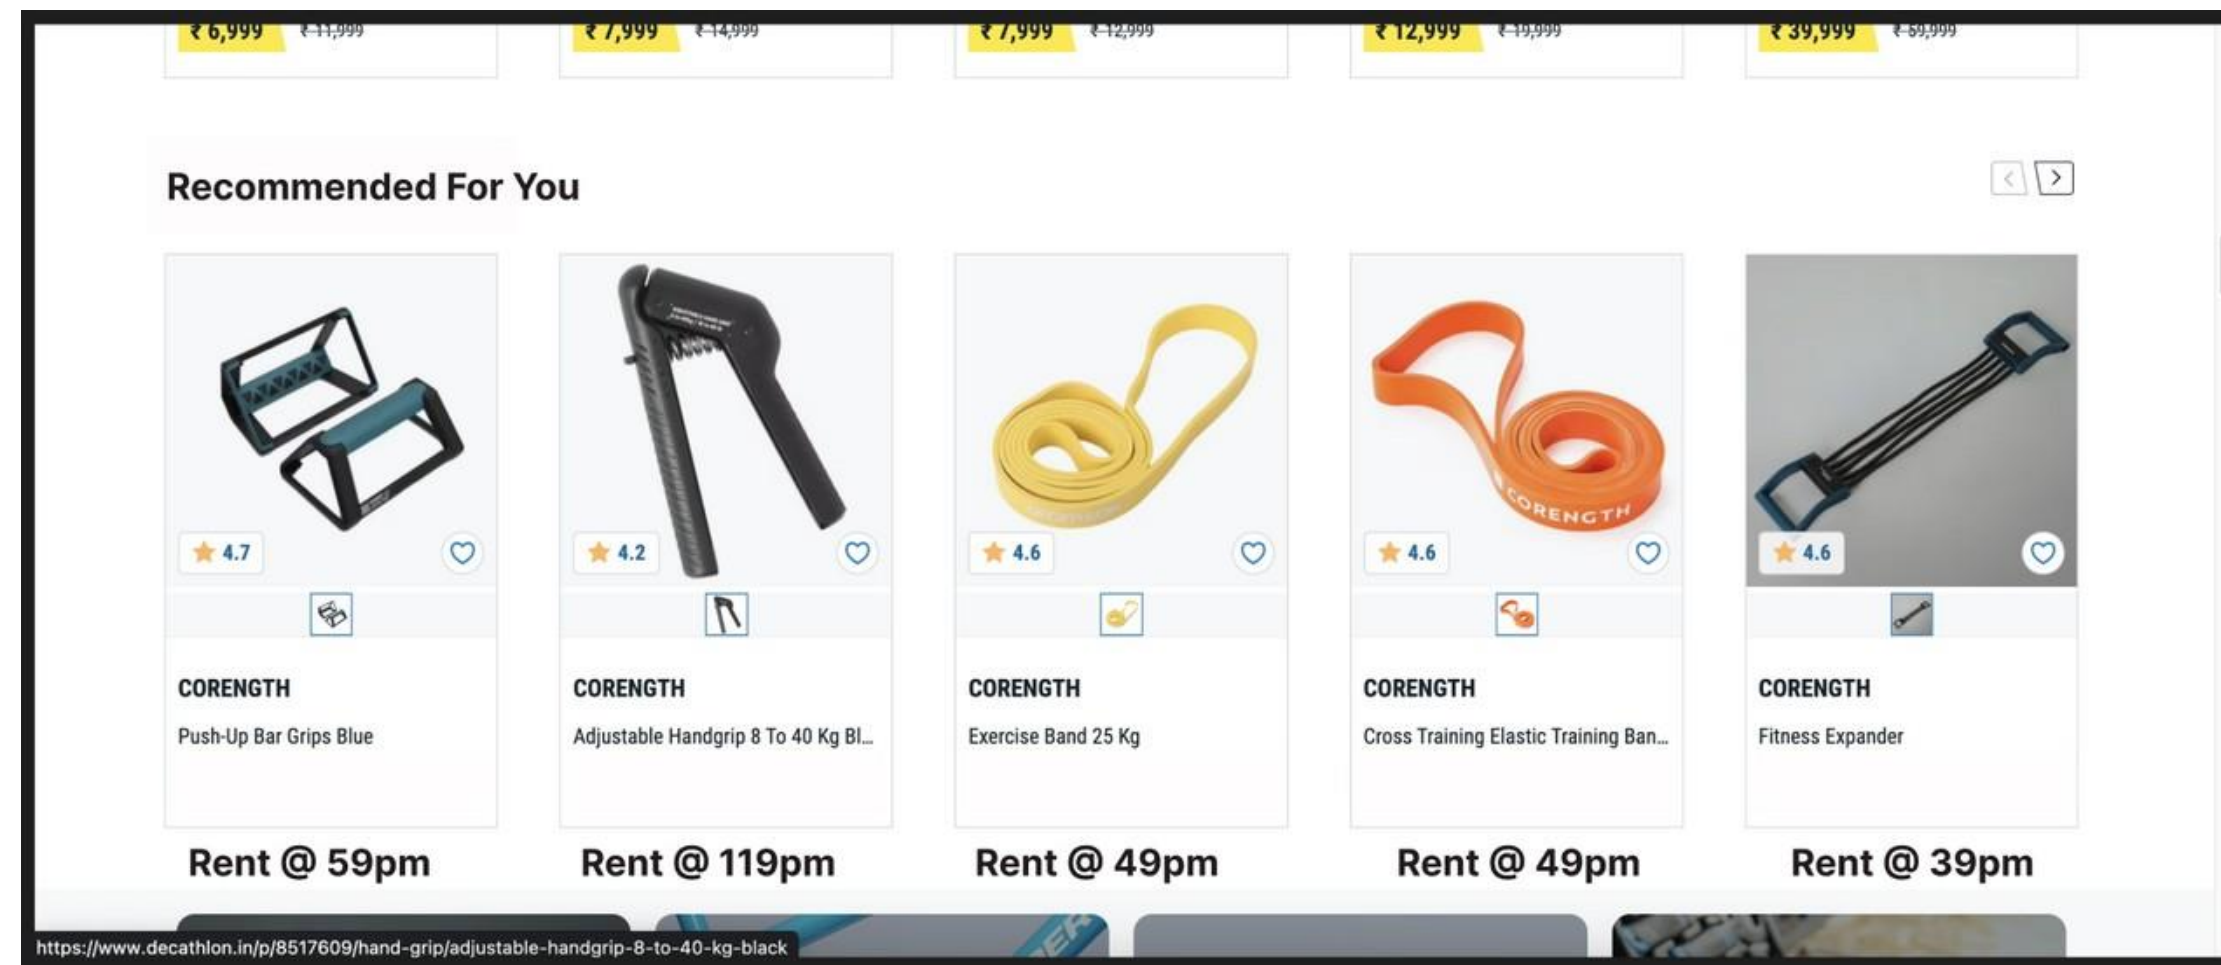 ₹ 6,999 ₹ 11,999
₹ 7,999 ₹ 14,999
₹ 7,999 ₹ 12,999
₹ 12,999 ₹ 19,999
₹ 39,999 ₹ 59,999
Recommended For You
4.7
CORENGTH
Push-Up Bar Grips Blue
Rent @ 59pm
4.2
CORENGTH
Adjustable Handgrip 8 To 40 Kg Bl...
Rent @ 119pm
4.6
CORENGTH
Exercise Band 25 Kg
Rent @ 49pm
CORENGTH
4.6
CORENGTH
Cross Training Elastic Training Ban...
Rent @ 49pm
4.6
CORENGTH
Fitness Expander
Rent @ 39pm
https://www.decathlon.in/p/8517609/hand-grip/adjustable-handgrip-8-to-40-kg-black